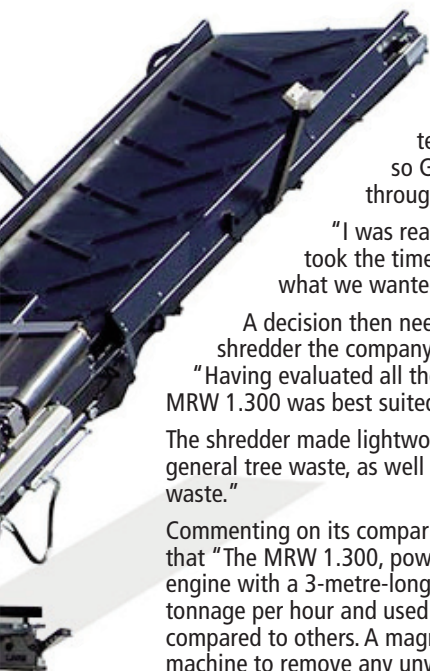 so G
throug
"I was rea
took the time
what we wante
A decision then nee
shredder the company
"Having evaluated all th
MRW 1.300 was best suited
The shredder made lightwo
general tree waste, as well
waste."
Commenting on its compar
that "The MRW 1.300, pow
engine with a 3-metre-long
tonnage per hour and used
compared to others. A magn
machine to remove any unw